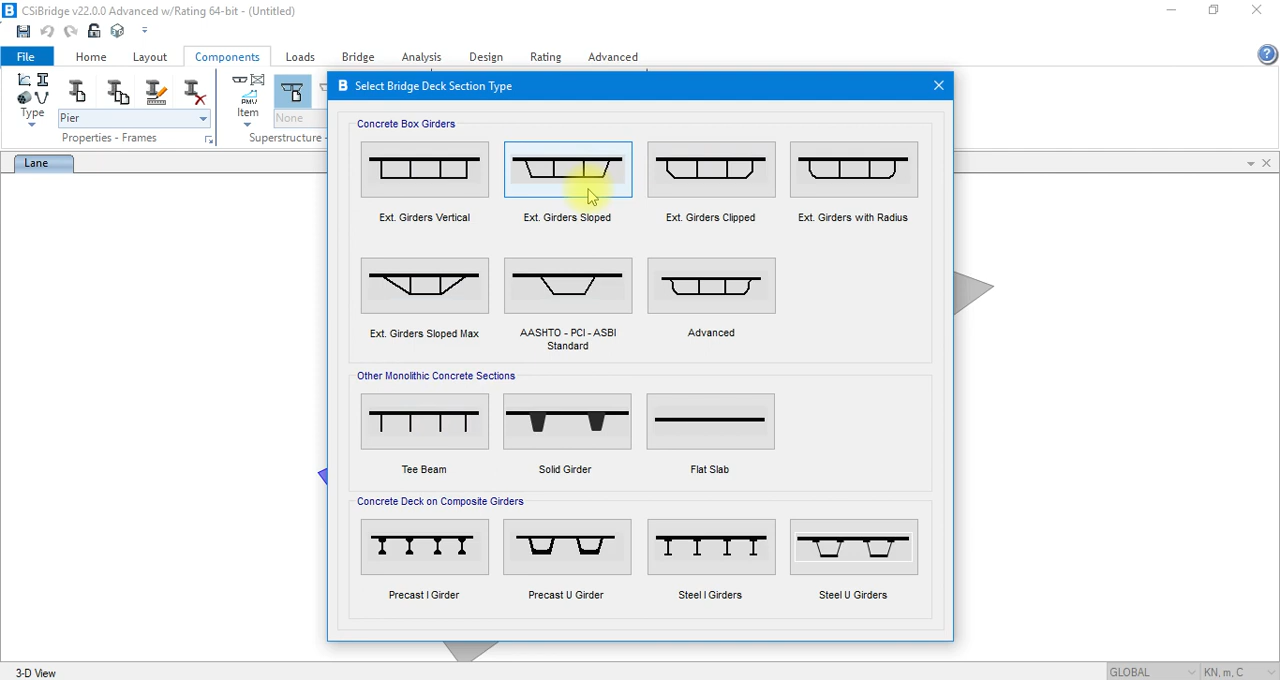 B CSiBridge v22.0.0 Advanced w/Rating 64-bit - (Untitled)
File Home Layout Components Loads Bridge Analysis Design Rating Advanced
Type
Pier
Properties - Frames
PMV
Item
None
Superstructure -
B Select Bridge Deck Section Type
Lane
Concrete Box Girders
Ext. Girders Vertical Ext. Girders Sloped Ext. Girders Clipped Ext. Girders with Radius
Ext. Girders Sloped Max AASHTO - PCI - ASBI Advanced
Standard
Other Monolithic Concrete Sections
Tee Beam Solid Girder Flat Slab
Concrete Deck on Composite Girders
Precast I Girder Precast U Girder Steel I Girders Steel U Girders
3-D View GLOBAL KN, m, C